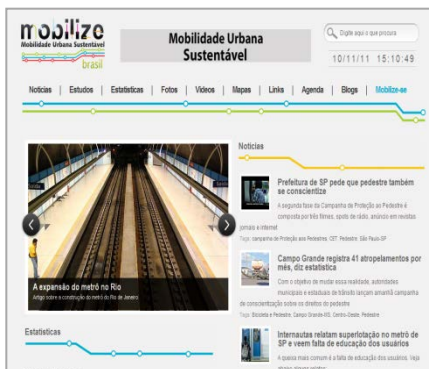 mobilize
Mobilidade Urbana Sustentável
brasil
Mobilidade Urbana
Sustentável
Digite aqui o que procura
10/11/11 15:10:49
Notícias | Estudos | Estatísticas | Fotos | Vídeos | Mapas | Links | Agenda | Blogs | Mobilize-se
Notícias
Prefeitura de SP pede que pedestre também
se conscientize
A segunda fase da Campanha de Proteção ao Pedestre é
composta por três filmes, spots de rádio, anúncio em revistas
jornais e internet
Tags: campanha de Proteção aos Pedestres, CET, Pedestre, São Paulo-SP
A expansão do metrô no Rio
Artigo sobre a construção do metrô do Rio de Janeiro
Campo Grande registra 41 atropelamentos por
mês, diz estatística
Com o objetivo de mudar essa realidade, autoridades
municipais e estaduais de trânsito lançam amanhã campanha
de conscientização sobre os direitos do pedestre
Tags: Bicicleta e Pedestre, Campo Grande-MS, Centro-Oeste, Pedestre
Estatísticas
Internautas relatam superlotação no metrô de
SP e veem falta de educação dos usuários
A queixa mais comum é a falta de educação dos usuários. Veja